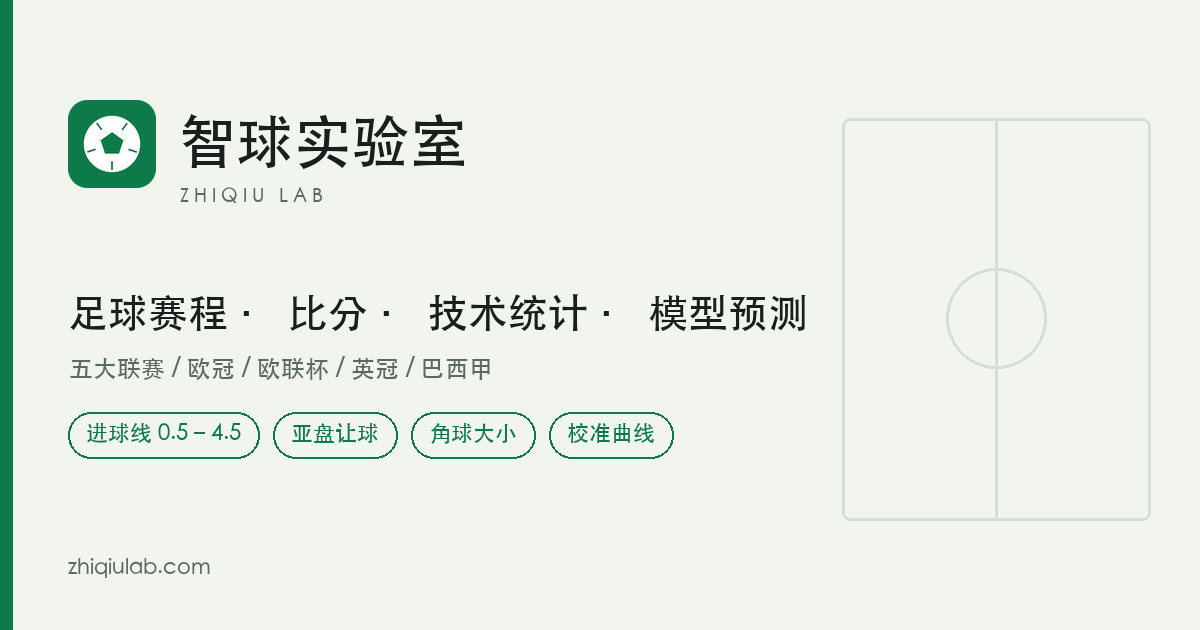 智球实验室
ZHIQIU LAB
足球赛程 · 比分 · 技术统计 · 模型预测
五大联赛 / 欧冠 / 欧联杯 / 英冠 / 巴西甲
进球线 0.5 – 4.5 亚盘让球 角球大小 校准曲线
zhiqiulab.com